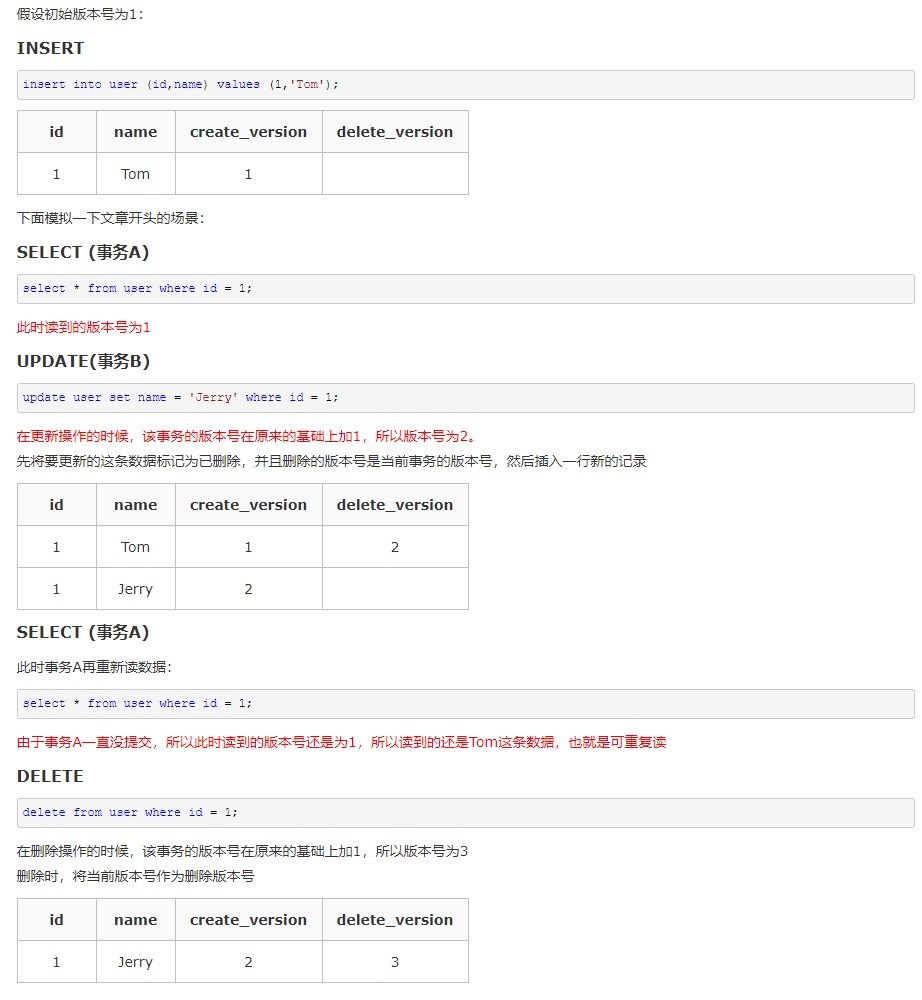 假设初始版本号为1:
INSERT
insert into user (id,name) values (1,'Tom');
id name create_version delete_version
1 Tom 1
下面模拟一下文章开头的场景:
SELECT (事务A)
select * from user where id = 1;
此时读到的版本号为1
UPDATE(事务B)
update user set name = 'Jerry' where id = 1;
在更新操作的时候，该事务的版本号在原来的基础上加1，所以版本号为2。
先将要更新的这条数据标记为已删除，并且删除的版本号是当前事务的版本号，然后插入一行新的记录
id name create_version delete_version
1 Tom 1 2
1 Jerry 2
SELECT (事务A)
此时事务A再重新读数据:
select * from user where id = 1;
由于事务A一直没提交，所以此时读到的版本号还是为1，所以读到的还是Tom这条数据，也就是可重复读
DELETE
delete from user where id = 1;
在删除操作的时候，该事务的版本号在原来的基础上加1，所以版本号为3
删除时，将当前版本号作为删除版本号
id name create_version delete_version
1 Jerry 2 3